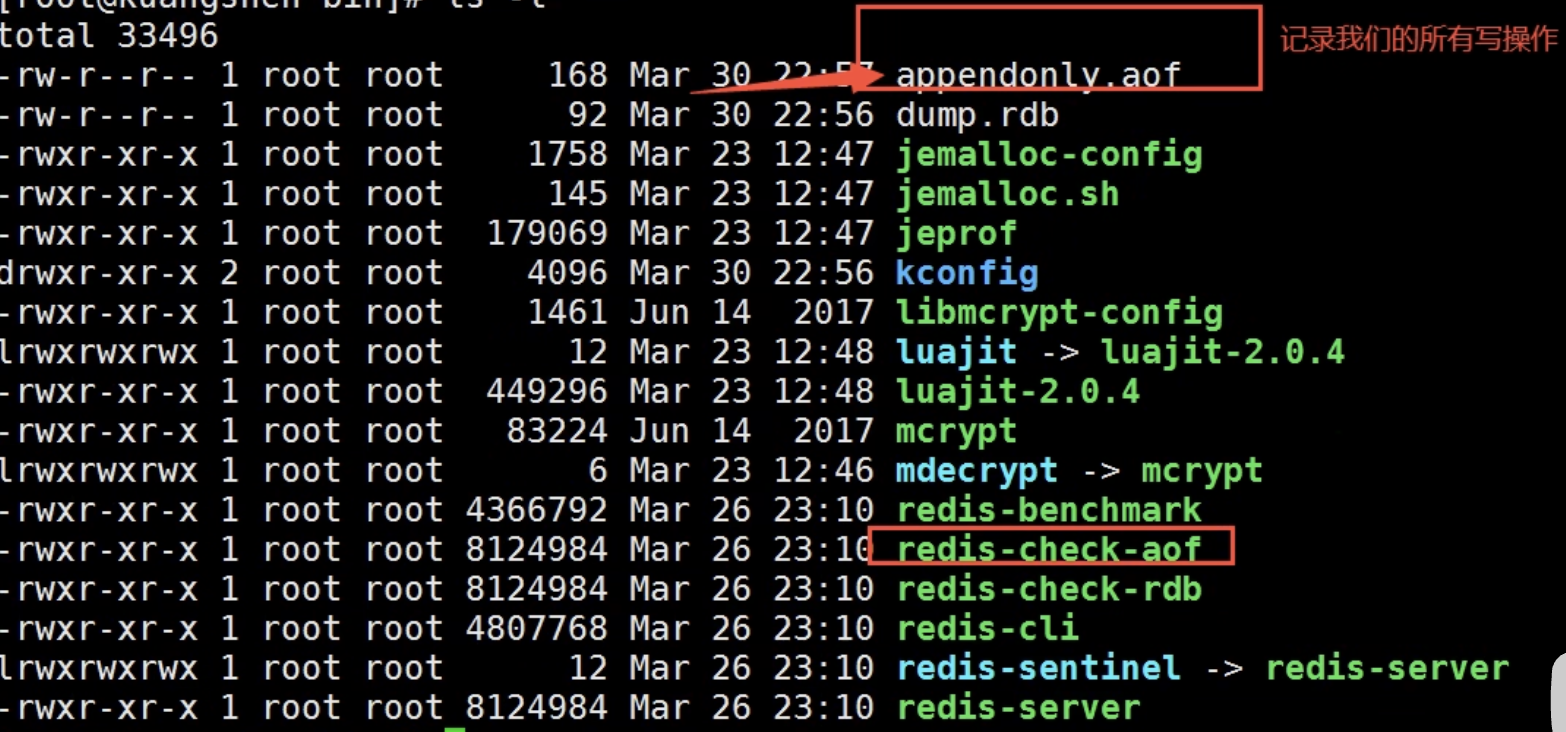 [root@kuangshen bin]# ls -l
total 33496
记录我们的所有写操作
-rw-r--r-- 1 root root 168 Mar 30 22:57 appendonly.aof
-rw-r--r-- 1 root root 92 Mar 30 22:56 dump.rdb
-rwxr-xr-x 1 root root 1758 Mar 23 12:47 jemalloc-config
-rwxr-xr-x 1 root root 145 Mar 23 12:47 jemalloc.sh
-rwxr-xr-x 1 root root 179069 Mar 23 12:47 jeprof
drwxr-xr-x 2 root root 4096 Mar 30 22:56 kconfig
-rwxr-xr-x 1 root root 1461 Jun 14 2017 libmcrypt-config
lrwxrwxrwx 1 root root 12 Mar 23 12:48 luajit -> luajit-2.0.4
-rwxr-xr-x 1 root root 449296 Mar 23 12:48 luajit-2.0.4
-rwxr-xr-x 1 root root 83224 Jun 14 2017 mcrypt
lrwxrwxrwx 1 root root 6 Mar 23 12:46 mdecrypt -> mcrypt
-rwxr-xr-x 1 root root 4366792 Mar 26 23:10 redis-benchmark
-rwxr-xr-x 1 root root 8124984 Mar 26 23:10 redis-check-aof
-rwxr-xr-x 1 root root 8124984 Mar 26 23:10 redis-check-rdb
-rwxr-xr-x 1 root root 4807768 Mar 26 23:10 redis-cli
lrwxrwxrwx 1 root root 12 Mar 26 23:10 redis-sentinel -> redis-server
-rwxr-xr-x 1 root root 8124984 Mar 26 23:10 redis-server